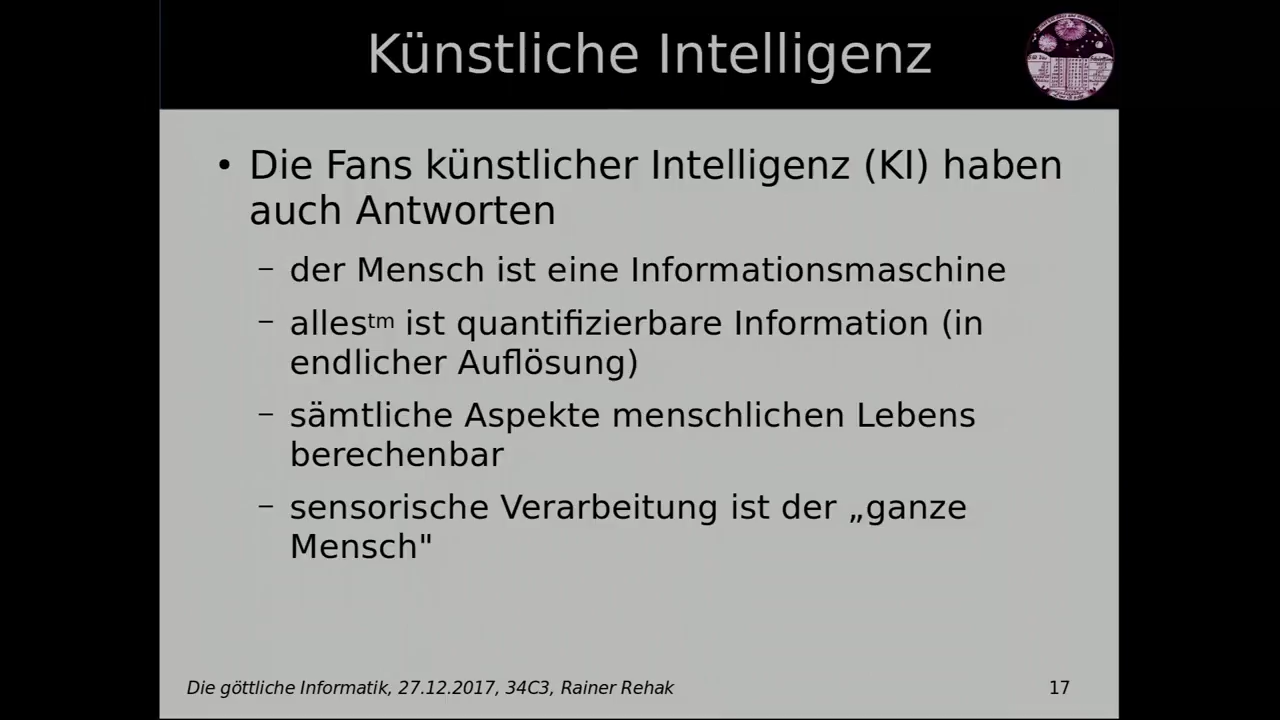 Künstliche Intelligenz
• Die Fans künstlicher Intelligenz (KI) haben
auch Antworten
– der Mensch ist eine Informationsmaschine
– allestm ist quantifizierbare Information (in
endlicher Auflösung)
– sämtliche Aspekte menschlichen Lebens
berechenbar
– sensorische Verarbeitung ist der „ganze
Mensch"
Die göttliche Informatik, 27.12.2017, 34C3, Rainer Rehak
17